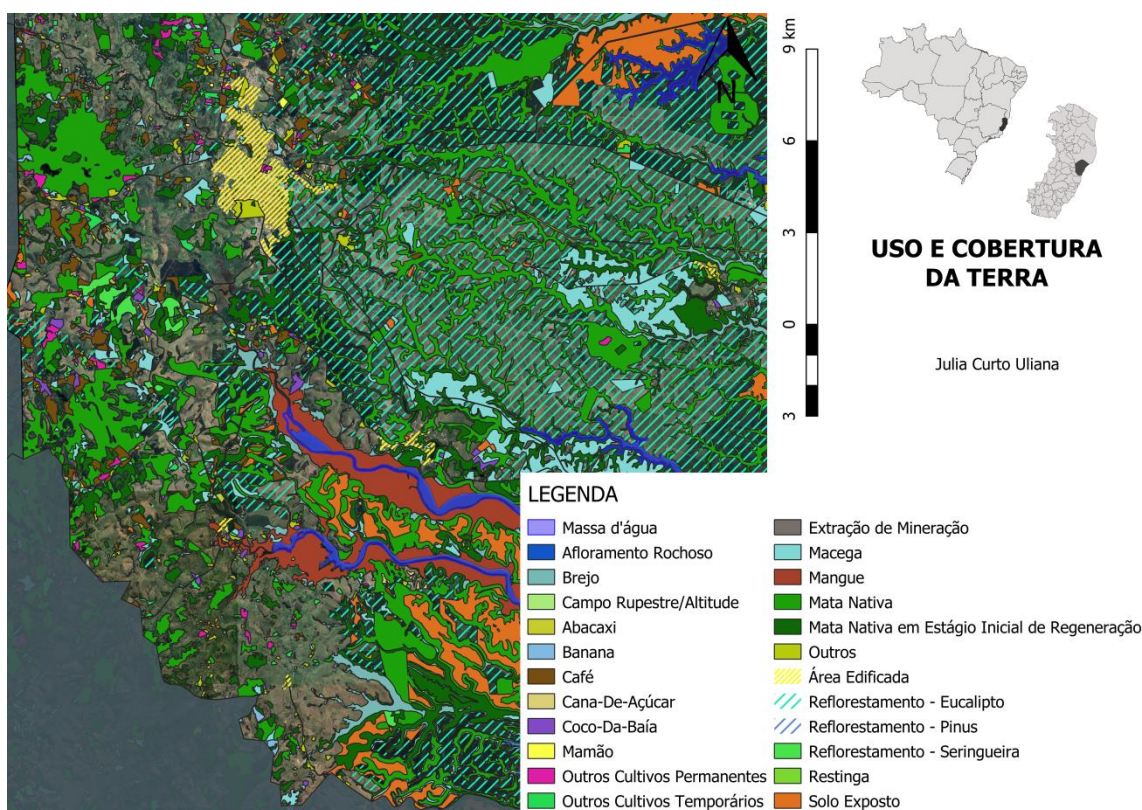 N
9 km
6
3
0
3
USO E COBERTURA
DA TERRA
Julia Curto Uliana
LEGENDA
Massa d'água
Afloramento Rochoso
Brejo
Campo Rupestre/Altitude
Abacaxi
Banana
Café
Cana-De-Açúcar
Coco-Da-Baía
Mamão
Outros Cultivos Permanentes
Outros Cultivos Temporários
Extração de Mineração
Macega
Mangue
Mata Nativa
Mata Nativa em Estágio Inicial de Regeneração
Outros
Área Edificada
Reflorestamento - Eucalipto
Reflorestamento - Pinus
Reflorestamento - Seringueira
Restinga
Solo Exposto